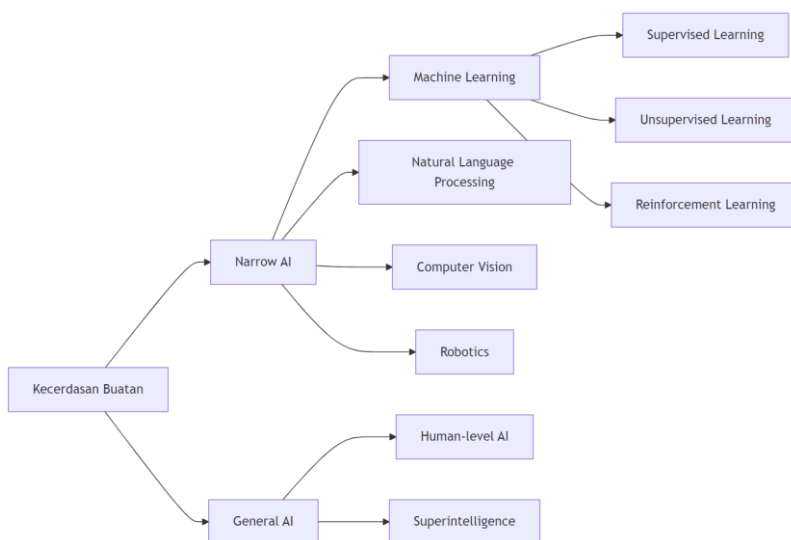 Supervised Learning
Machine Learning
Unsupervised Learning
Natural Language
Processing
Reinforcement Learning
Narrow AI
Computer Vision
Robotics
Kecerdasan Buatan
Human-level AI
General AI
Superintelligence